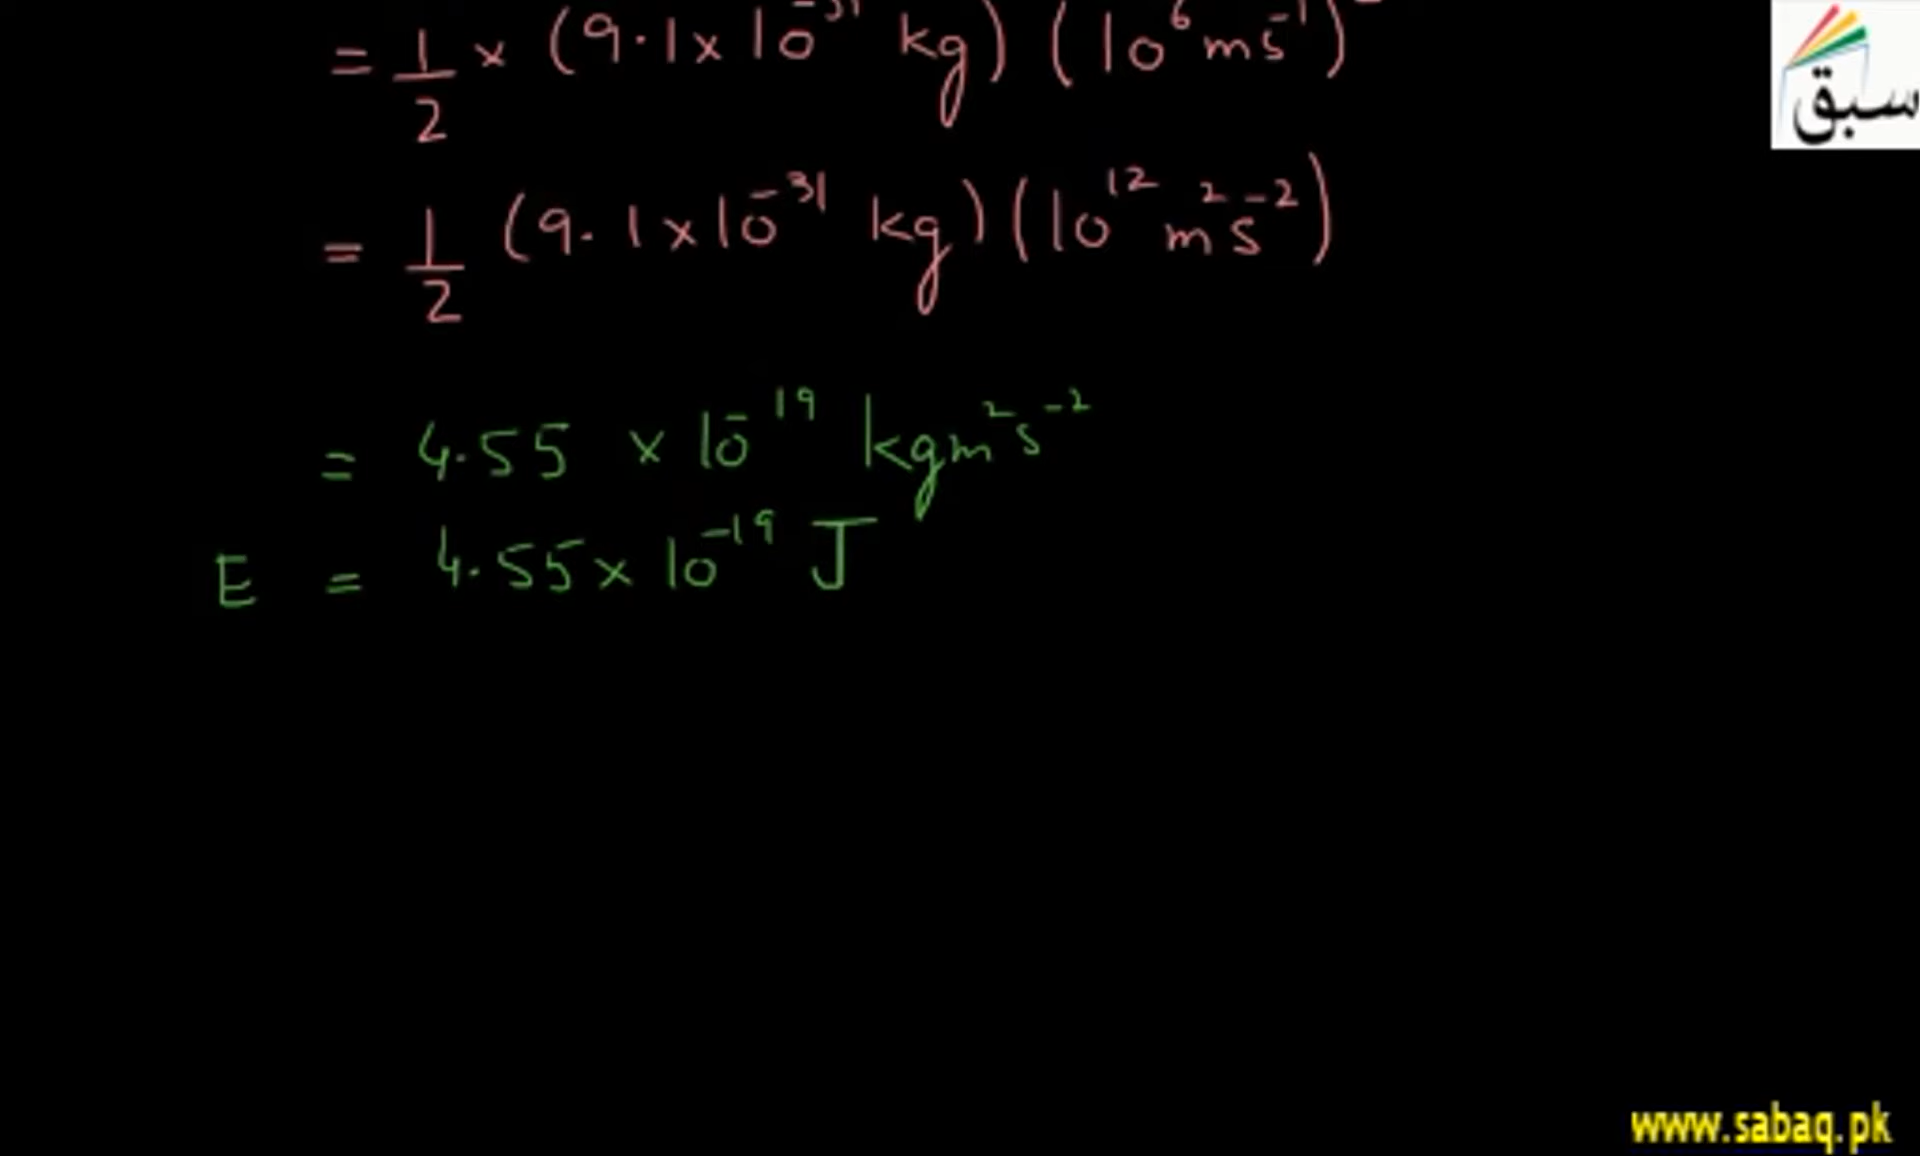 = 1/2 × (9.1 × 10⁻³¹ kg) (10⁶ ms⁻¹)²
سبق
= 1/2 (9.1 × 10⁻³¹ kg) (10¹² m² s⁻²)
= 4.55 × 10⁻¹⁹ kgm²s⁻²
E = 4.55 × 10⁻¹⁹ J
www.sabaq.pk